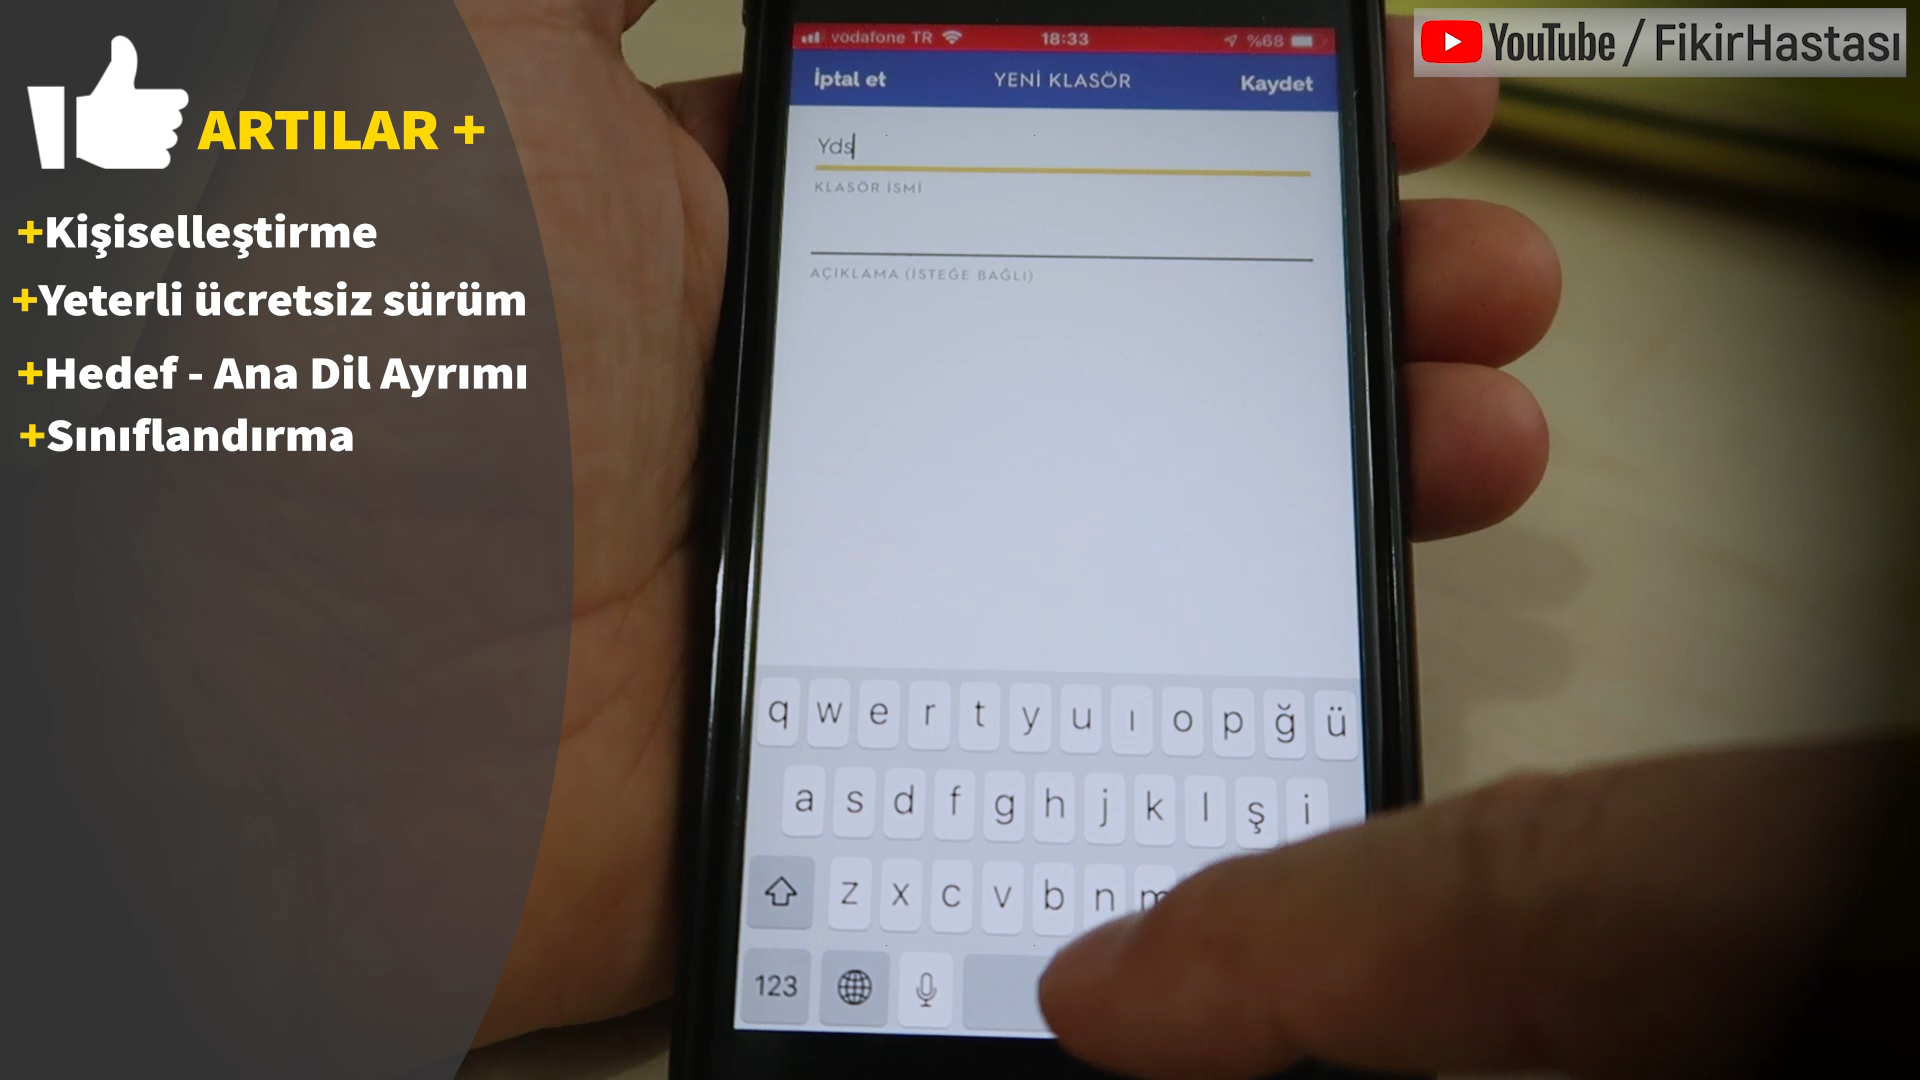 ARTILAR +
+Kişiselleştirme
+Yeterli ücretsiz sürüm
+Hedef - Ana Dil Ayrımı
+Sınıflandırma
YouTube / FikirHastası
vodafone TR 18:33 %68
İptal et YENİ KLASÖR Kaydet
Yds
KLASÖR İSMİ
AÇIKLAMA (İSTEĞE BAĞLI)
q w e r t y u ı o p ğ ü
a s d f g h j k l ş i
z x c v b n m
123